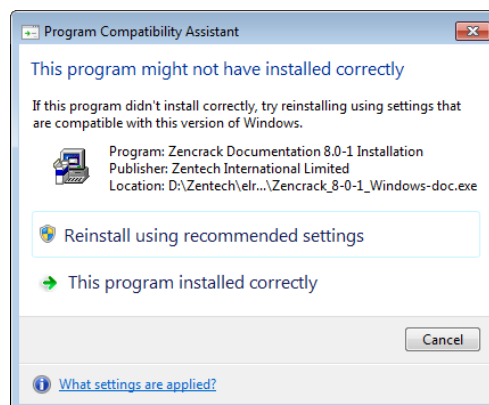 Program Compatibility Assistant
This program might not have installed correctly
If this program didn't install correctly, try reinstalling using settings that
are compatible with this version of Windows.
Program: Zencrack Documentation 8.0-1 Installation
Publisher: Zentech International Limited
Location: D:\Zentech\elr...\Zencrack_8-0-1_Windows-doc.exe
Reinstall using recommended settings
This program installed correctly
Cancel
What settings are applied?